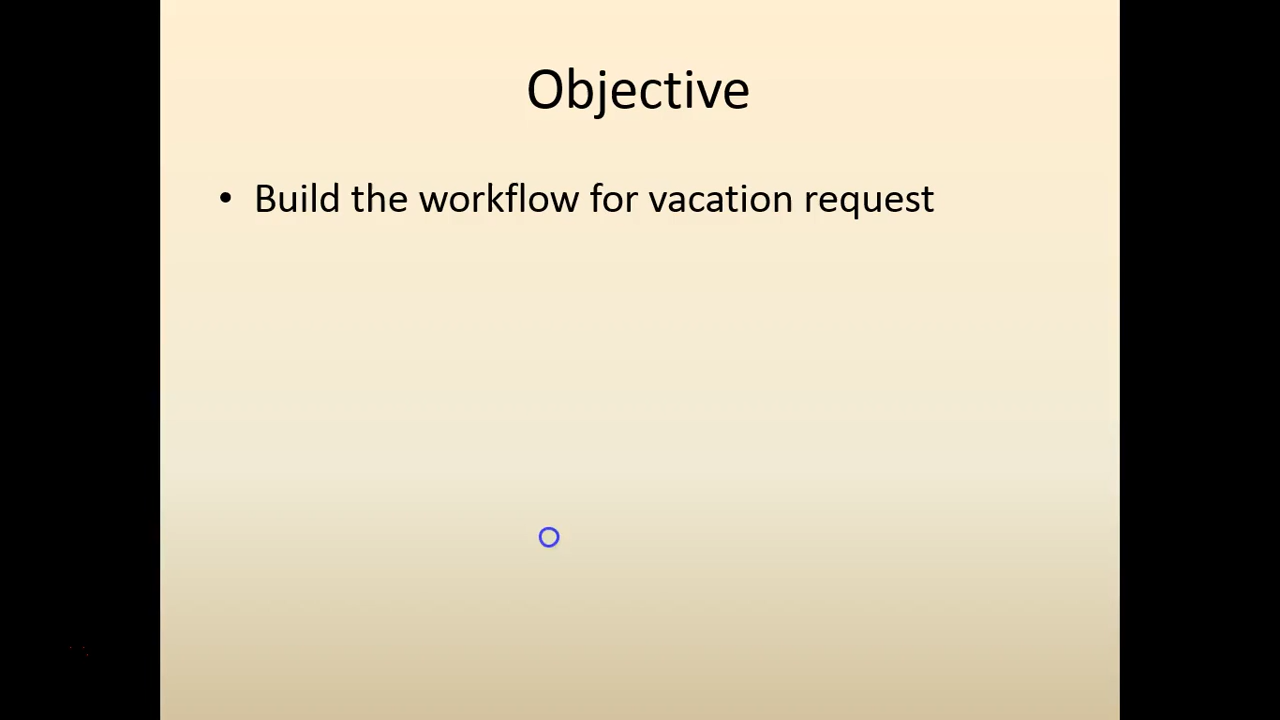 Objective
• Build the workflow for vacation request